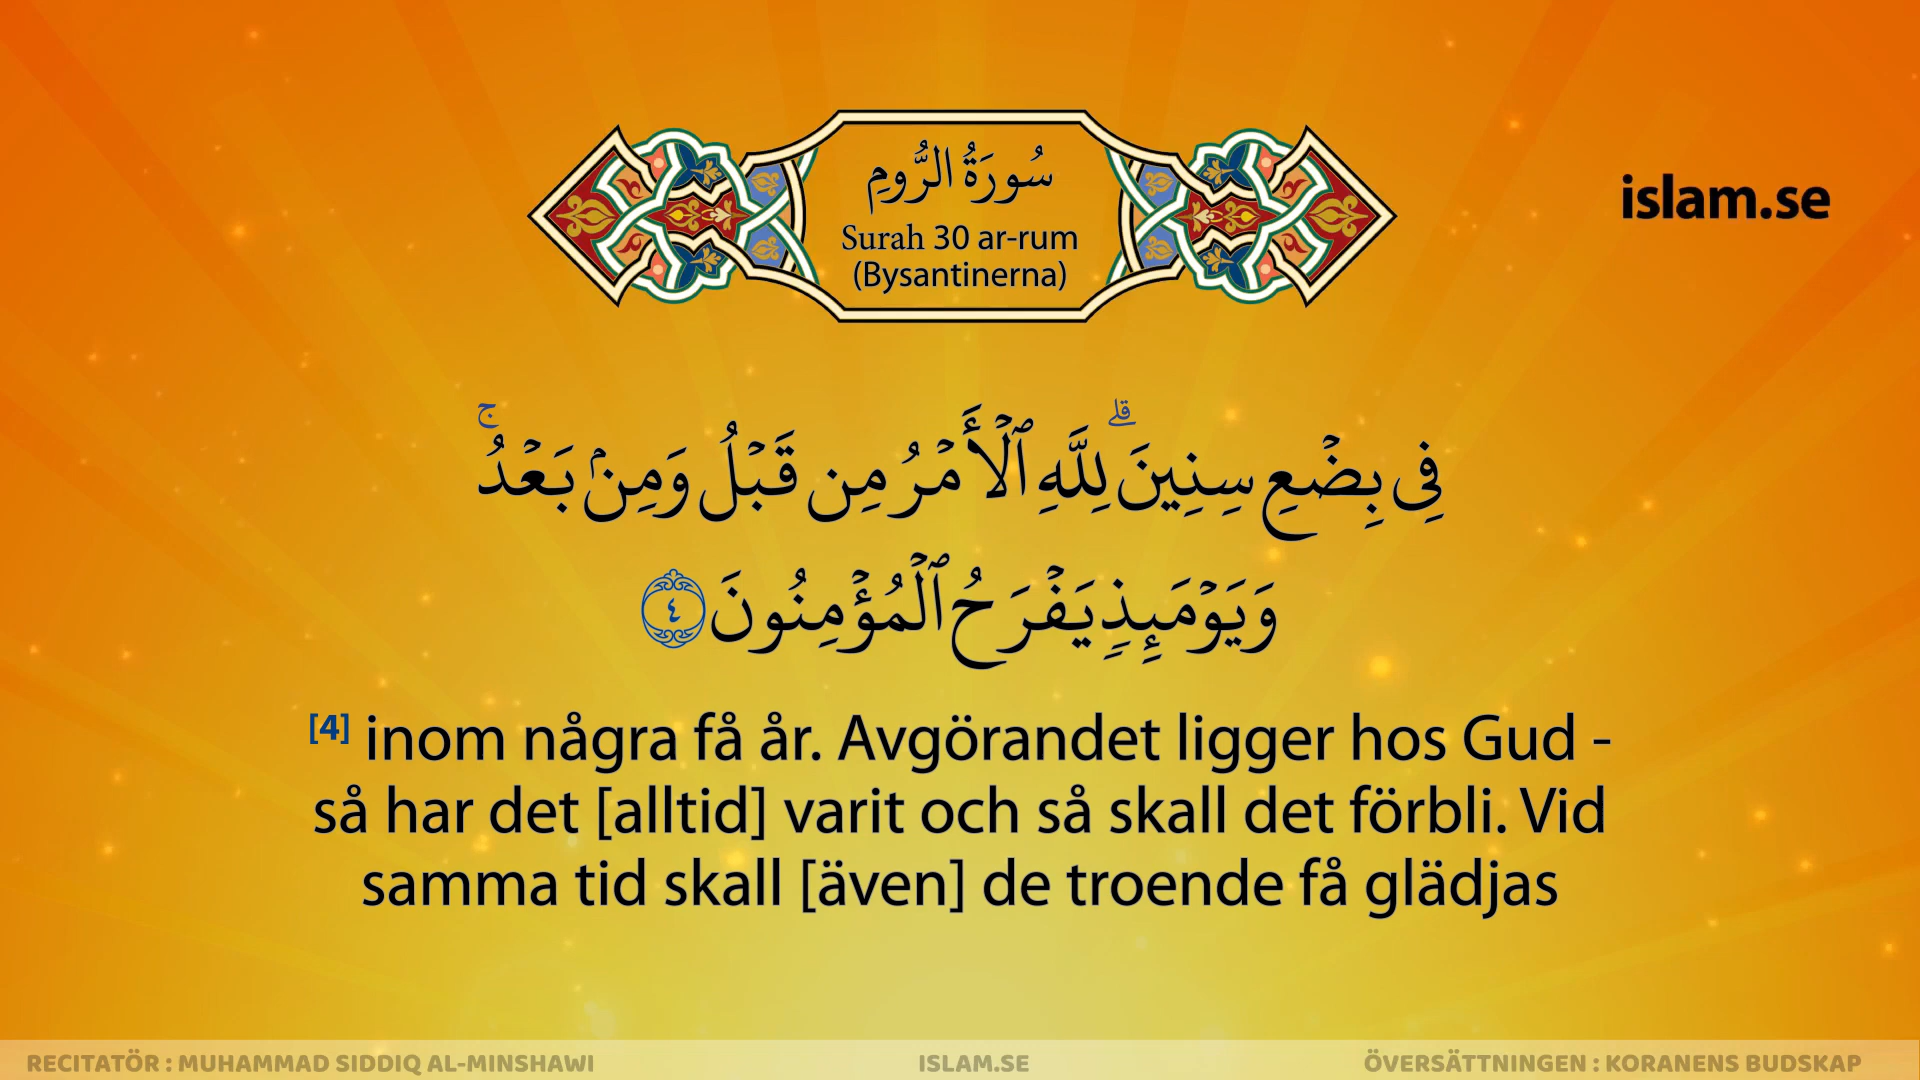 سُورَةُ الرُّومِ
Surah 30 ar-rum
(Bysantinerna)
islam.se
فِى بِضْعِ سِنِينَ ۗ لِلَّهِ ٱلْأَمْرُ مِن قَبْلُ وَمِنۢ بَعْدُ ۚ
وَيَوْمَئِذٍ يَفْرَحُ ٱلْمُؤْمِنُونَ ٤
[4] inom några få år. Avgörandet ligger hos Gud -
så har det [alltid] varit och så skall det förbli. Vid
samma tid skall [även] de troende få glädjas
RECITATÖR : MUHAMMAD SIDDIQ AL-MINSHAWI
ISLAM.SE
ÖVERSÄTTNINGEN : KORANENS BUDSKAP